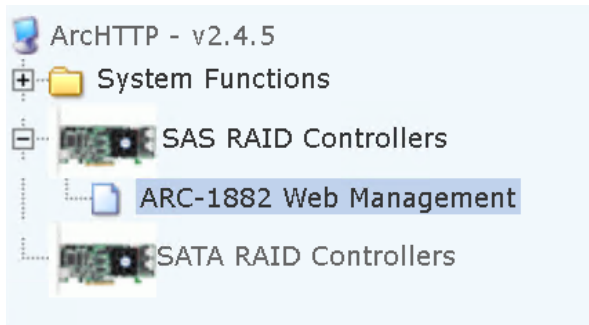 ArcHTTP - v2.4.5
System Functions
SAS RAID Controllers
ARC-1882 Web Management
SATA RAID Controllers